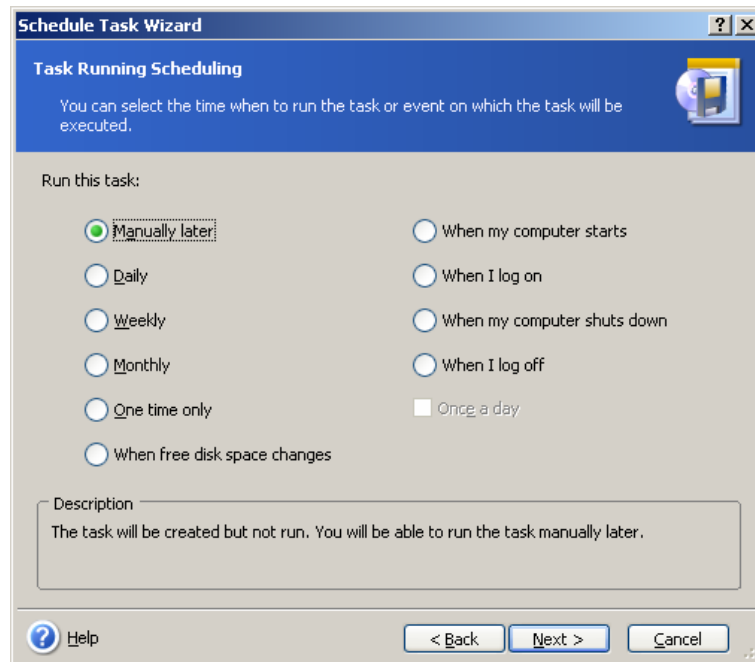 Schedule Task Wizard
Task Running Scheduling
You can select the time when to run the task or event on which the task will be
executed.
Run this task:
Manually later
Daily
Weekly
Monthly
One time only
When free disk space changes
When my computer starts
When I log on
When my computer shuts down
When I log off
Once a day
Description
The task will be created but not run. You will be able to run the task manually later.
Help
< Back
Next >
Cancel